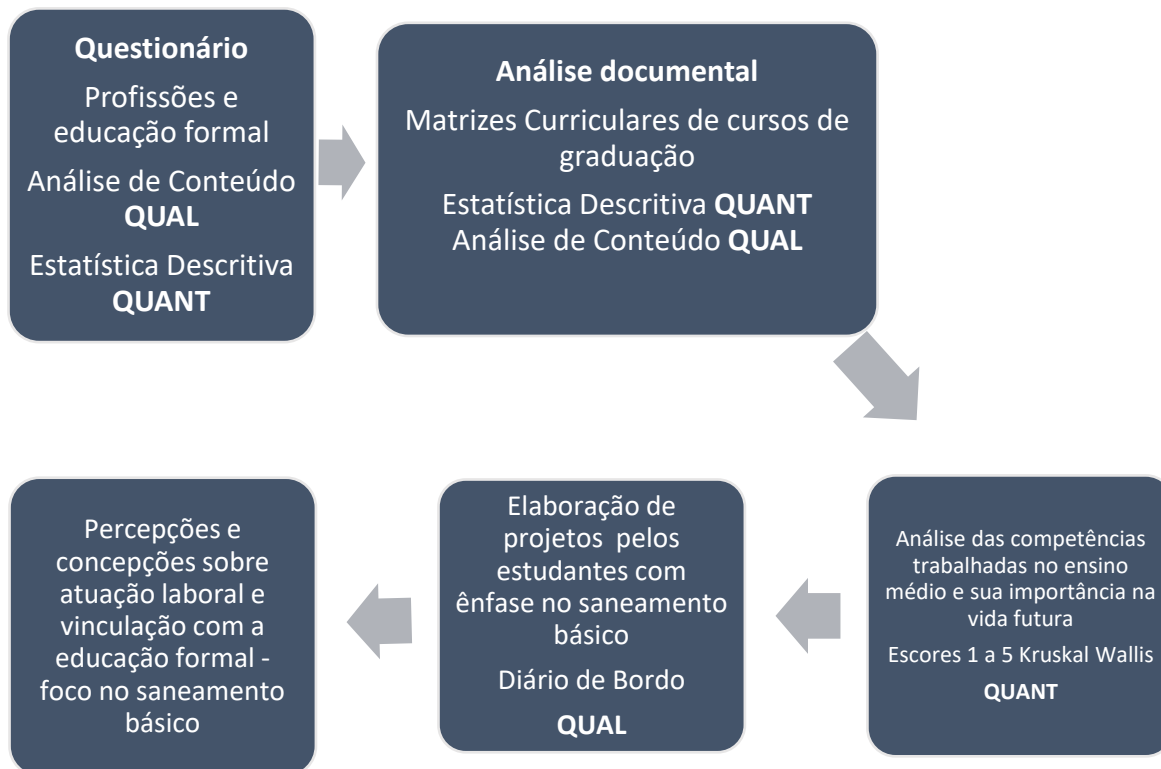 Questionário
Profissões e
educação formal
Análise de Conteúdo
QUAL
Estatística Descritiva
QUANT
Análise documental
Matrizes Curriculares de cursos de
graduação
Estatística Descritiva QUANT
Análise de Conteúdo QUAL
Análise das competências
trabalhadas no ensino
médio e sua importância na
vida futura
Escores 1 a 5 Kruskal Wallis
QUANT
Elaboração de
projetos pelos
estudantes com
ênfase no saneamento
básico
Diário de Bordo
QUAL
Percepções e
concepções sobre
atuação laboral e
vinculação com a
educação formal -
foco no saneamento
básico